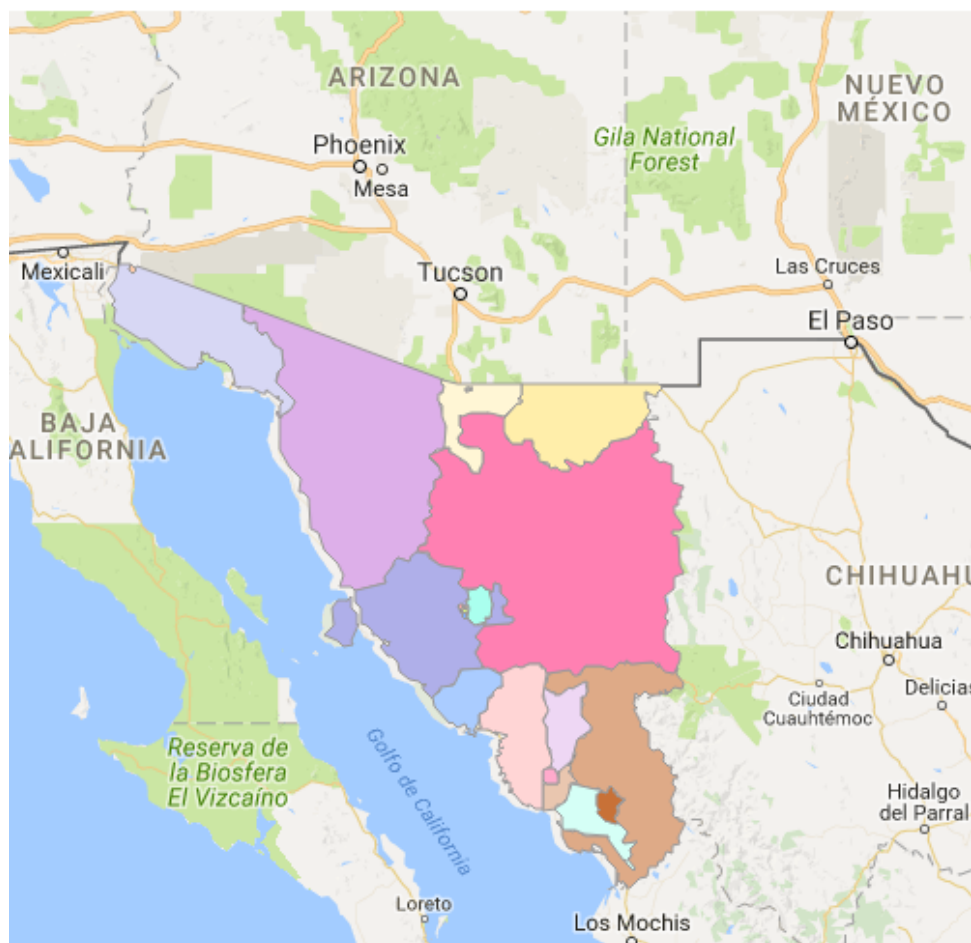 ARIZONA
NUEVO
MÉXICO
Phoenix
Mesa
Gila National
Forest
Mexicali
Tucson
Las Cruces
El Paso
BAJA
ALIFORNIA
CHIHUAHU
Chihuahua
Ciudad
Cuauhtémoc
Delicias
Reserva de
la Biosfera
El Vizcaíno
Golfo de California
Hidalgo
del Parral
Loreto
Los Mochis